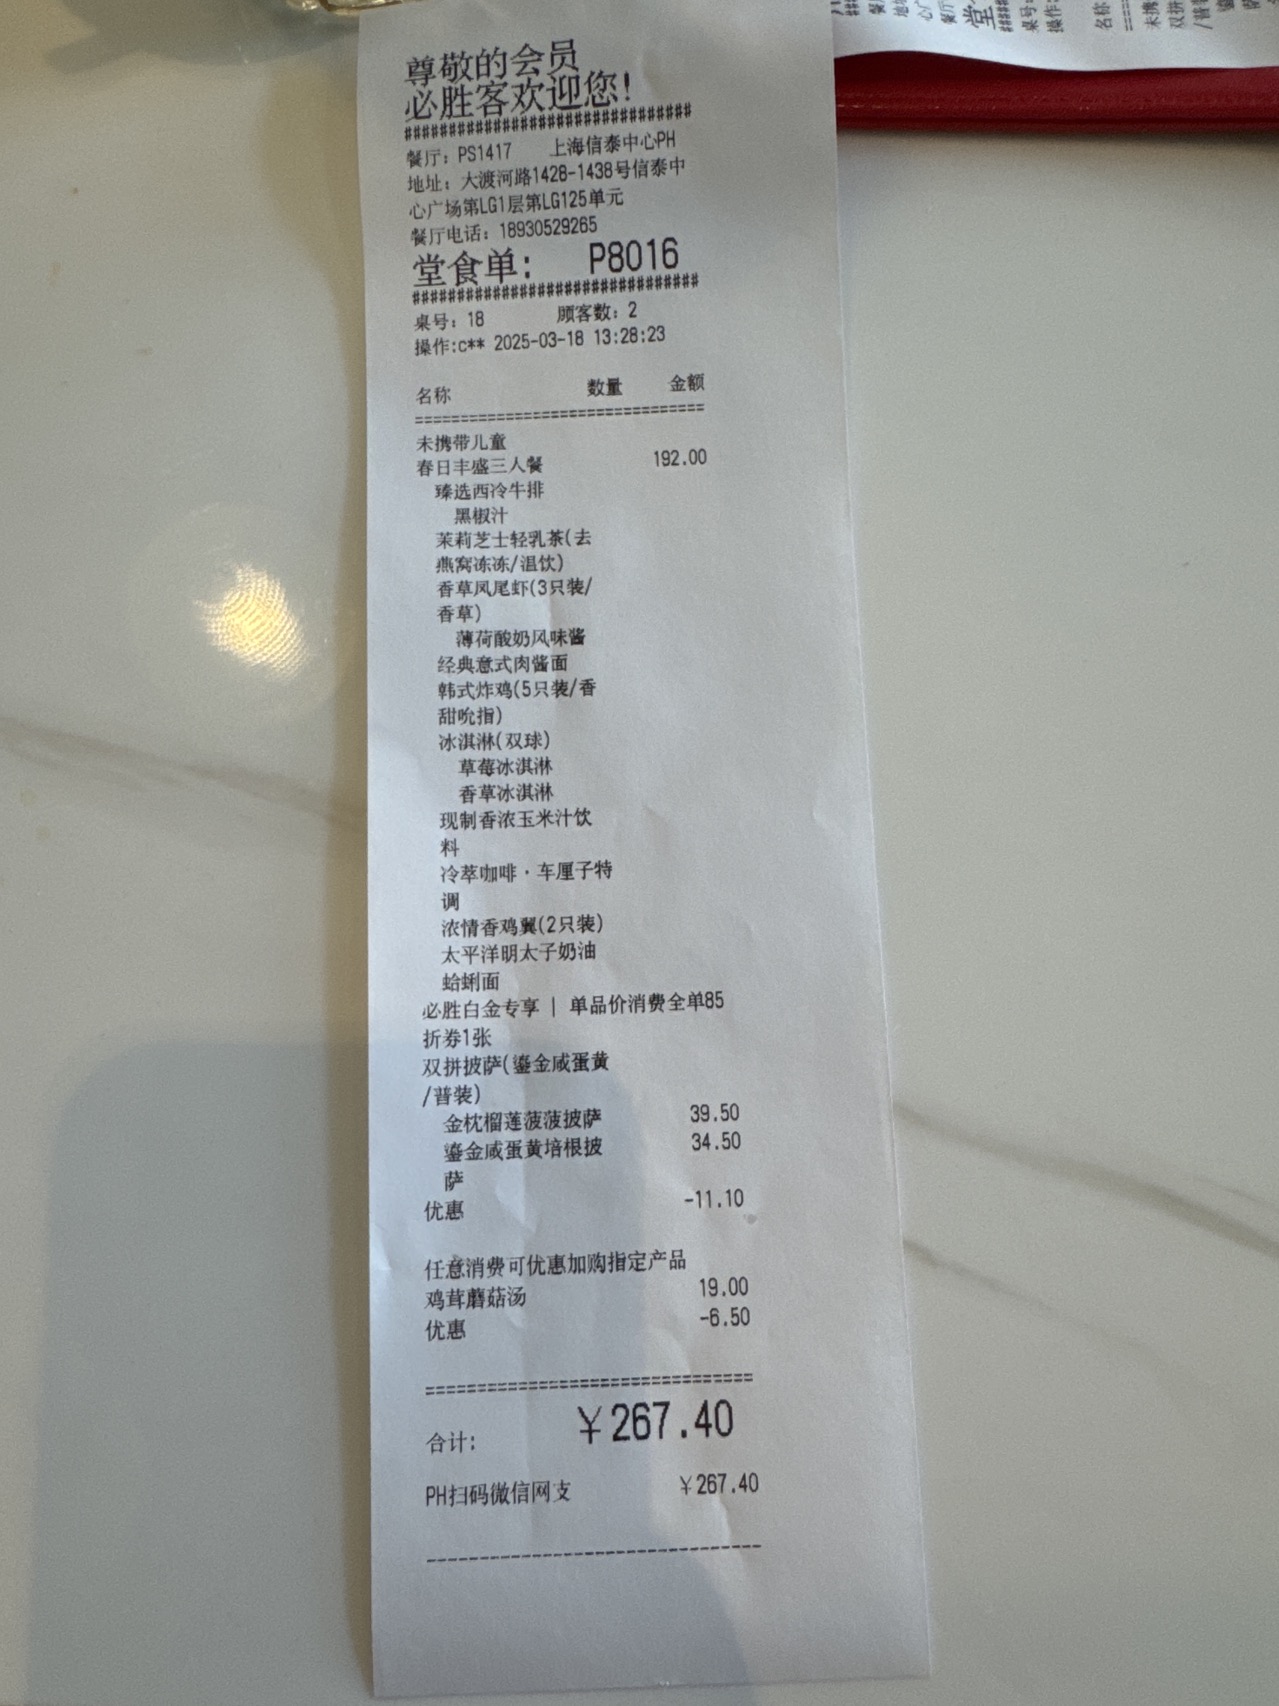 尊敬的会员
必胜客欢迎您!
################################
餐厅: PS1417 上海信泰中心PH
地址: 大渡河路1428-1438号信泰中
心广场第LG1层第LG125单元
餐厅电话: 18930529265
堂食单: P8016
################################
桌号: 18 顾客数: 2
操作:c** 2025-03-18 13:28:23
名称 数量 金额
================================
未携带儿童
春日丰盛三人餐 192.00
臻选西冷牛排
黑椒汁
茉莉芝士轻乳茶(去
燕窝冻冻/温饮)
香草凤尾虾(3只装/
香草)
薄荷酸奶风味酱
经典意式肉酱面
韩式炸鸡(5只装/香
甜吮指)
冰淇淋(双球)
草莓冰淇淋
香草冰淇淋
现制香浓玉米汁饮
料
冷萃咖啡·车厘子特
调
浓情香鸡翼(2只装)
太平洋明太子奶油
蛤蜊面
必胜白金专享 | 单品价消费全单85
折券1张
双拼披萨(鎏金咸蛋黄
/普装)
金枕榴莲菠菠披萨 39.50
鎏金咸蛋黄培根披 34.50
萨
优惠 -11.10
任意消费可优惠加购指定产品
鸡茸蘑菇汤 19.00
优惠 -6.50
================================
合计: ￥267.40
PH扫码微信网支 ￥267.40
--------------------------------
堂
桌号:
操作:
名称
未携
双拼
/普